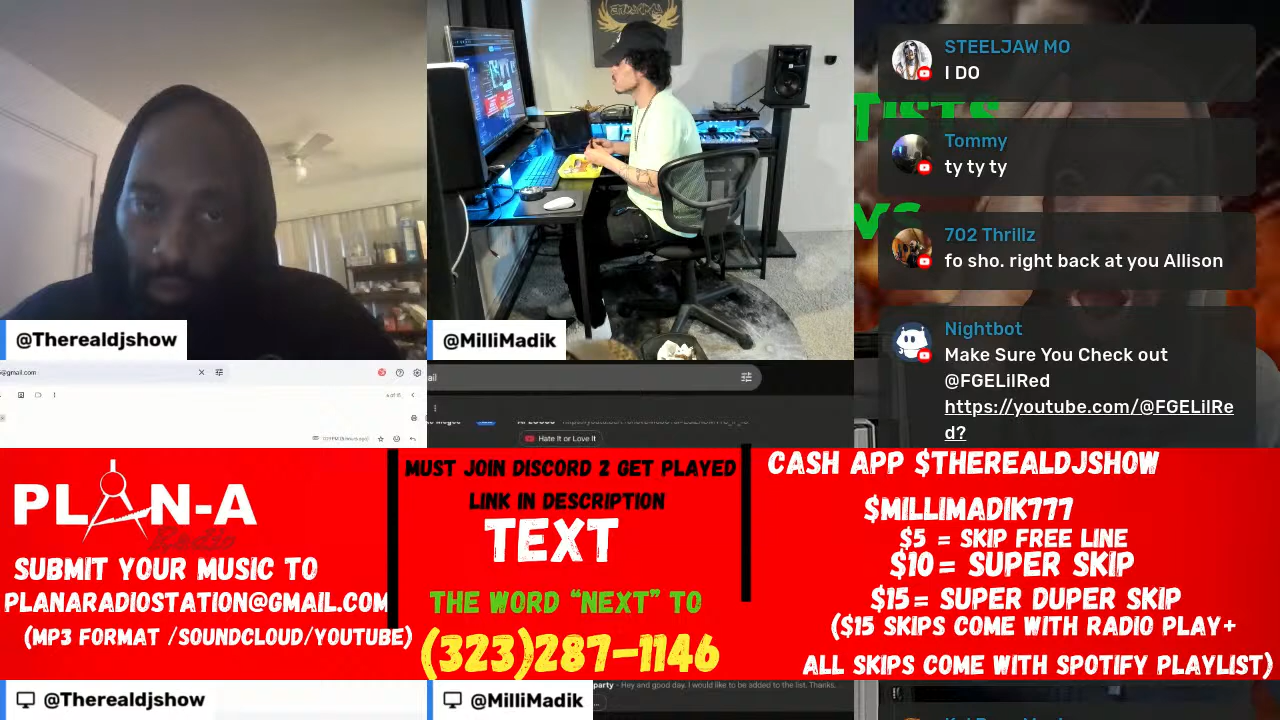 STEELJAW MO
I DO
Tommy
ty ty ty
702 Thrillz
fo sho. right back at you Allison
Nightbot
Make Sure You Check out
@FGELilRed
https://youtube.com/@FGELilRe
d?
@Therealdjshow
@MilliMadik
@gmail.com
ail
Hate It or Love It
PLAN-A
Radio
SUBMIT YOUR MUSIC TO
PLANARADIOSTATION@GMAIL.COM
(MP3 FORMAT /SOUNDCLOUD/YOUTUBE)
MUST JOIN DISCORD 2 GET PLAYED
LINK IN DESCRIPTION
TEXT
THE WORD “NEXT” TO
(323)287-1146
CASH APP $THEREALDJSHOW
$MILLIMADIK777
$5 = SKIP FREE LINE
$10 = SUPER SKIP
$15= SUPER DUPER SKIP
($15 SKIPS COME WITH RADIO PLAY+
ALL SKIPS COME WITH SPOTIFY PLAYLIST)
@Therealdjshow
@MilliMadik
party - Hey and good day. I would like to be added to the list. Thanks.